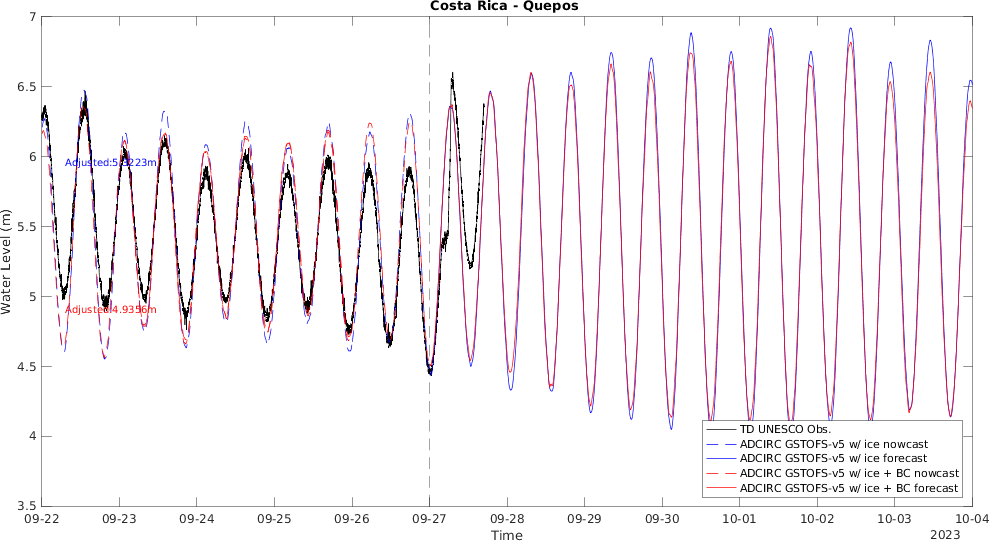 Costa Rica - Quepos
7
6.5
6
5.5
5
4.5
4
3.5
Water Level (m)
Adjusted:4.9356m
TD UNESCO Obs.
ADCIRC GSTOFS-v5 w/ ice nowcast
ADCIRC GSTOFS-v5 w/ ice forecast
ADCIRC GSTOFS-v5 w/ ice + BC nowcast
ADCIRC GSTOFS-v5 w/ ice + BC forecast
09-22 09-23 09-24 09-25 09-26 09-27 09-28 09-29 09-30 10-01 10-02 10-03 10-04
Time
2023